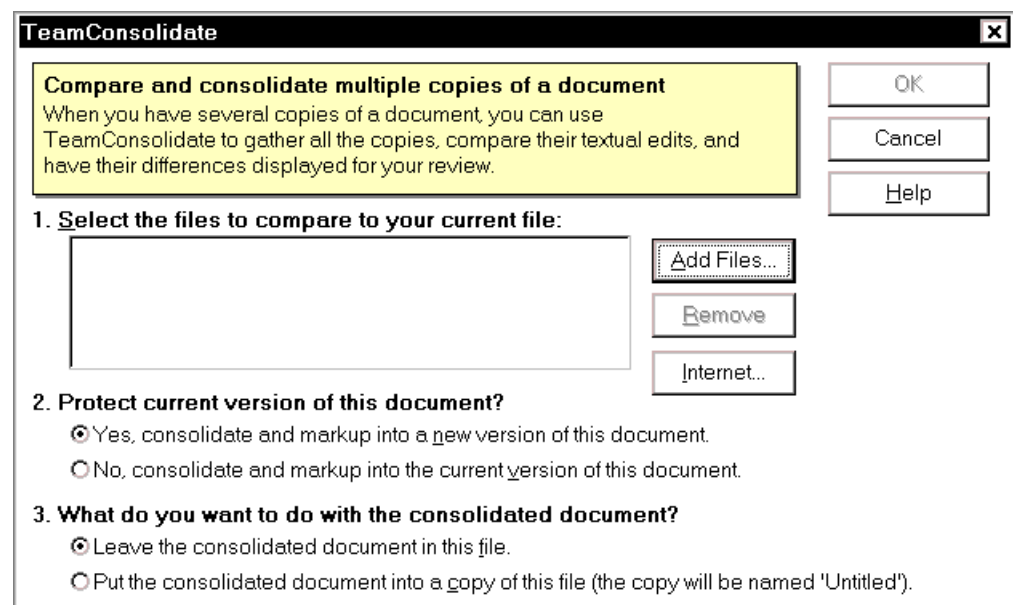 TeamConsolidate
Compare and consolidate multiple copies of a document
When you have several copies of a document, you can use
TeamConsolidate to gather all the copies, compare their textual edits, and
have their differences displayed for your review.
OK
Cancel
Help
1. Select the files to compare to your current file:
Add Files...
Remove
Internet...
2. Protect current version of this document?
Yes, consolidate and markup into a new version of this document.
No, consolidate and markup into the current version of this document.
3. What do you want to do with the consolidated document?
Leave the consolidated document in this file.
Put the consolidated document into a copy of this file (the copy will be named 'Untitled').